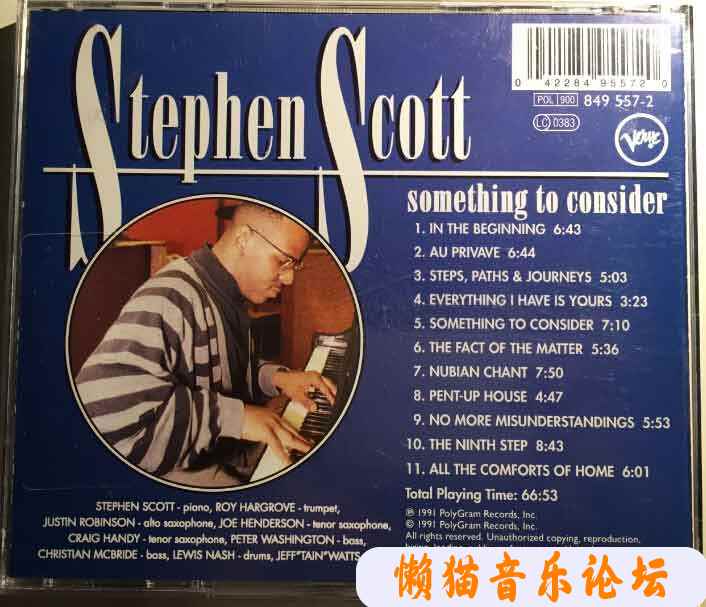 Stephen Scott
0 42284 95572 0
POL 900 849 557-2
LC 0383
Verve
something to consider
1. IN THE BEGINNING 6:43
2. AU PRIVAVE 6:44
3. STEPS, PATHS & JOURNEYS 5:03
4. EVERYTHING I HAVE IS YOURS 3:23
5. SOMETHING TO CONSIDER 7:10
6. THE FACT OF THE MATTER 5:36
7. NUBIAN CHANT 7:50
8. PENT-UP HOUSE 4:47
9. NO MORE MISUNDERSTANDINGS 5:53
10. THE NINTH STEP 8:43
11. ALL THE COMFORTS OF HOME 6:01
Total Playing Time: 66:53
℗ 1991 PolyGram Records, Inc.
© 1991 PolyGram Records, Inc.
All rights reserved. Unauthorized copying, reproduction,
STEPHEN SCOTT - piano, ROY HARGROVE - trumpet,
JUSTIN ROBINSON - alto saxophone, JOE HENDERSON - tenor saxophone,
CRAIG HANDY - tenor saxophone, PETER WASHINGTON - bass,
CHRISTIAN MCBRIDE - bass, LEWIS NASH - drums, JEFF"TAIN"WATTS
懒猫音乐论坛